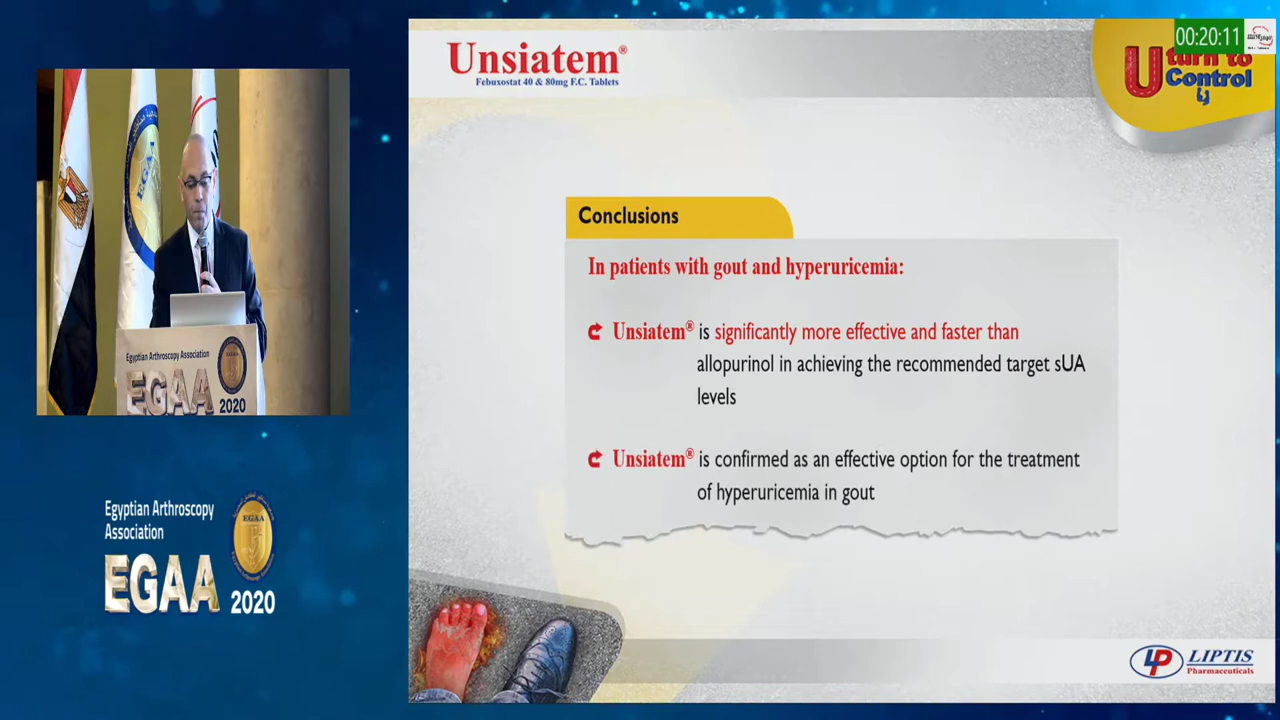 Unsiatem®
Febuxostat 40 & 80mg F.C. Tablets
00:20:11
U turn to
Control
Conclusions
In patients with gout and hyperuricemia:
Unsiatem® is significantly more effective and faster than
allopurinol in achieving the recommended target sUA
levels
Unsiatem® is confirmed as an effective option for the treatment
of hyperuricemia in gout
LP LIPTIS
Pharmaceuticals
EGAA
Egyptian Arthroscopy Association
EGAA
2020
Egyptian Arthroscopy
Association
EGAA
EGAA
2020